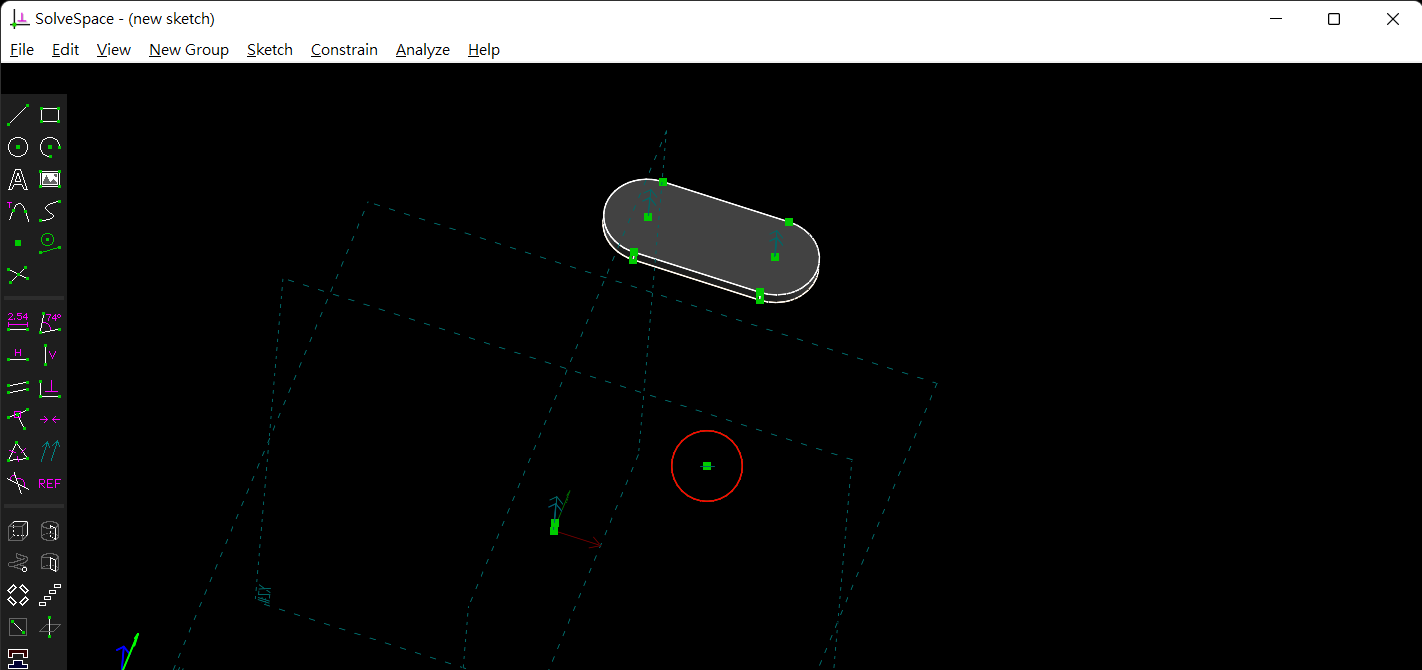 SolveSpace - (new sketch)
File Edit View New Group Sketch Constrain Analyze Help
A
T
2.54 74°
H V
REF